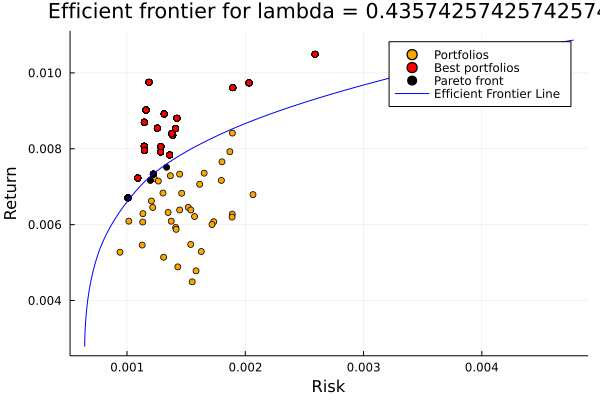 Efficient frontier for lambda = 0.43574257425742574
Portfolios
Best portfolios
Pareto front
Efficient Frontier Line
0.010
0.008
0.006
0.004
Return
0.001
0.002
0.003
0.004
Risk